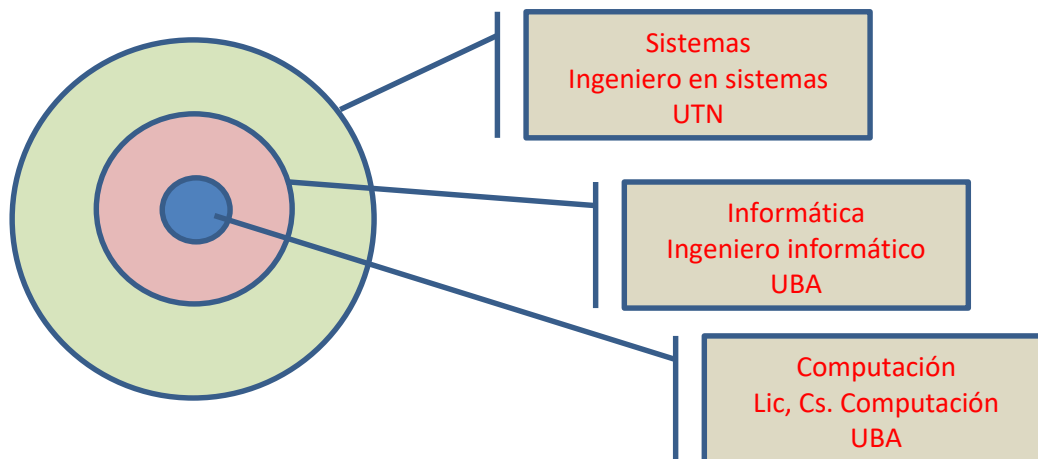 Sistemas
Ingeniero en sistemas
UTN
Informática
Ingeniero informático
UBA
Computación
Lic, Cs. Computación
UBA